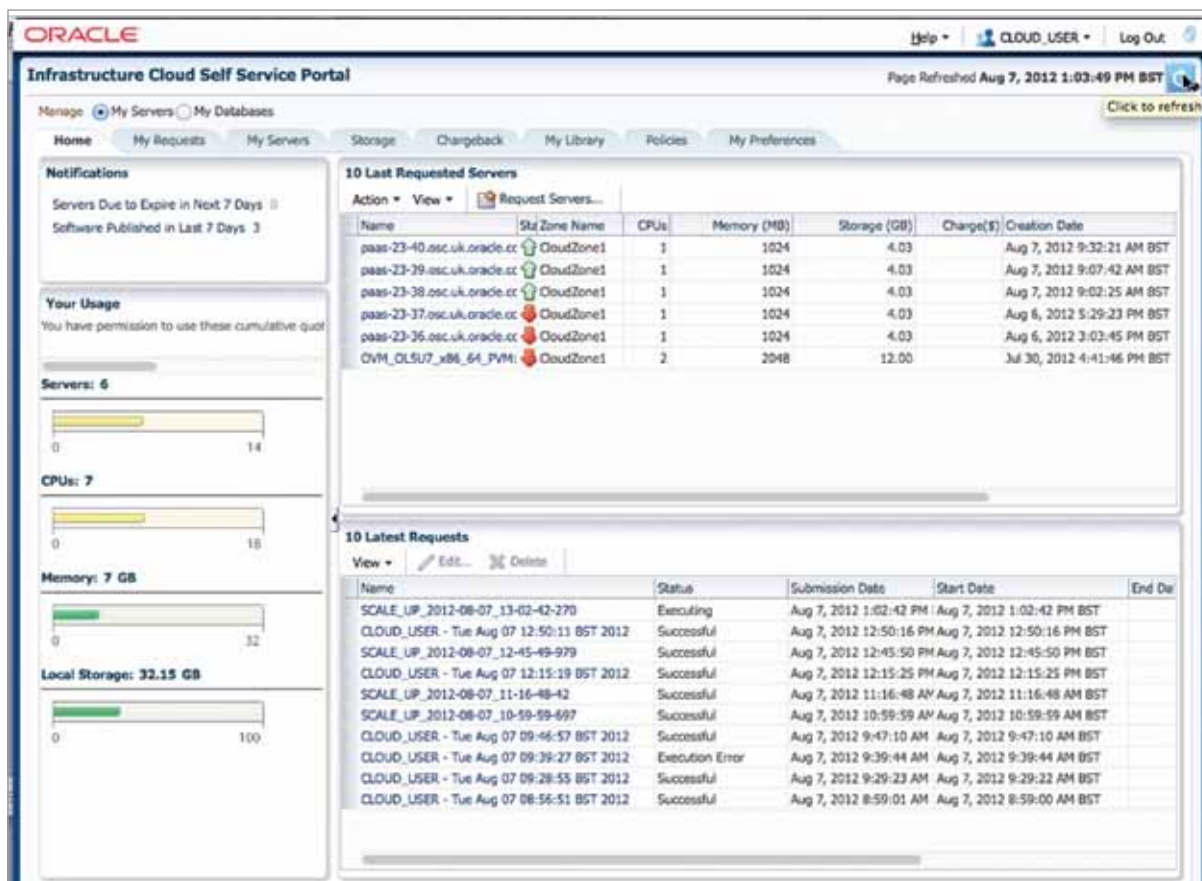 ORACLE
Help CLOUD_USER Log Out
Infrastructure Cloud Self Service Portal
Page Refreshed Aug 7, 2012 1:03:49 PM BST
Click to refresh
Manage My Servers My Databases
Home My Requests My Servers Storage Chargeback My Library Policies My Preferences
Notifications
Servers Due to Expire in Next 7 Days 0
Software Published in Last 7 Days 3
Your Usage
You have permission to use these cumulative quot
Servers: 6
0 14
CPUs: 7
0 18
Memory: 7 GB
0 32
Local Storage: 32.15 GB
0 100
10 Last Requested Servers
Action View Request Servers...
Name Sta Zone Name CPUs Memory (MB) Storage (GB) Charge($) Creation Date
paas-23-40.osc.uk.oracle.cc CloudZone1 1 1024 4.03 Aug 7, 2012 9:32:21 AM BST
paas-23-39.osc.uk.oracle.cc CloudZone1 1 1024 4.03 Aug 7, 2012 9:07:42 AM BST
paas-23-38.osc.uk.oracle.cc CloudZone1 1 1024 4.03 Aug 7, 2012 9:02:25 AM BST
paas-23-37.osc.uk.oracle.cc CloudZone1 1 1024 4.03 Aug 6, 2012 5:29:23 PM BST
paas-23-36.osc.uk.oracle.cc CloudZone1 1 1024 4.03 Aug 6, 2012 3:03:45 PM BST
OVM_OL5U7_x86_64_PVM: CloudZone1 2 2048 12.00 Jul 30, 2012 4:41:46 PM BST
10 Latest Requests
View Edit... Delete
Name Status Submission Date Start Date End Da
SCALE_UP_2012-08-07_13-02-42-270 Executing Aug 7, 2012 1:02:42 PM Aug 7, 2012 1:02:42 PM BST
CLOUD_USER - Tue Aug 07 12:50:11 BST 2012 Successful Aug 7, 2012 12:50:16 PM Aug 7, 2012 12:50:16 PM BST
SCALE_UP_2012-08-07_12-45-49-979 Successful Aug 7, 2012 12:45:50 PM Aug 7, 2012 12:45:50 PM BST
CLOUD_USER - Tue Aug 07 12:15:19 BST 2012 Successful Aug 7, 2012 12:15:25 PM Aug 7, 2012 12:15:25 PM BST
SCALE_UP_2012-08-07_11-16-48-42 Successful Aug 7, 2012 11:16:48 AM Aug 7, 2012 11:16:48 AM BST
SCALE_UP_2012-08-07_10-59-59-697 Successful Aug 7, 2012 10:59:59 AM Aug 7, 2012 10:59:59 AM BST
CLOUD_USER - Tue Aug 07 09:46:57 BST 2012 Successful Aug 7, 2012 9:47:10 AM Aug 7, 2012 9:47:10 AM BST
CLOUD_USER - Tue Aug 07 09:39:27 BST 2012 Execution Error Aug 7, 2012 9:39:44 AM Aug 7, 2012 9:39:44 AM BST
CLOUD_USER - Tue Aug 07 09:28:55 BST 2012 Successful Aug 7, 2012 9:29:23 AM Aug 7, 2012 9:29:22 AM BST
CLOUD_USER - Tue Aug 07 08:56:51 BST 2012 Successful Aug 7, 2012 8:59:01 AM Aug 7, 2012 8:59:00 AM BST